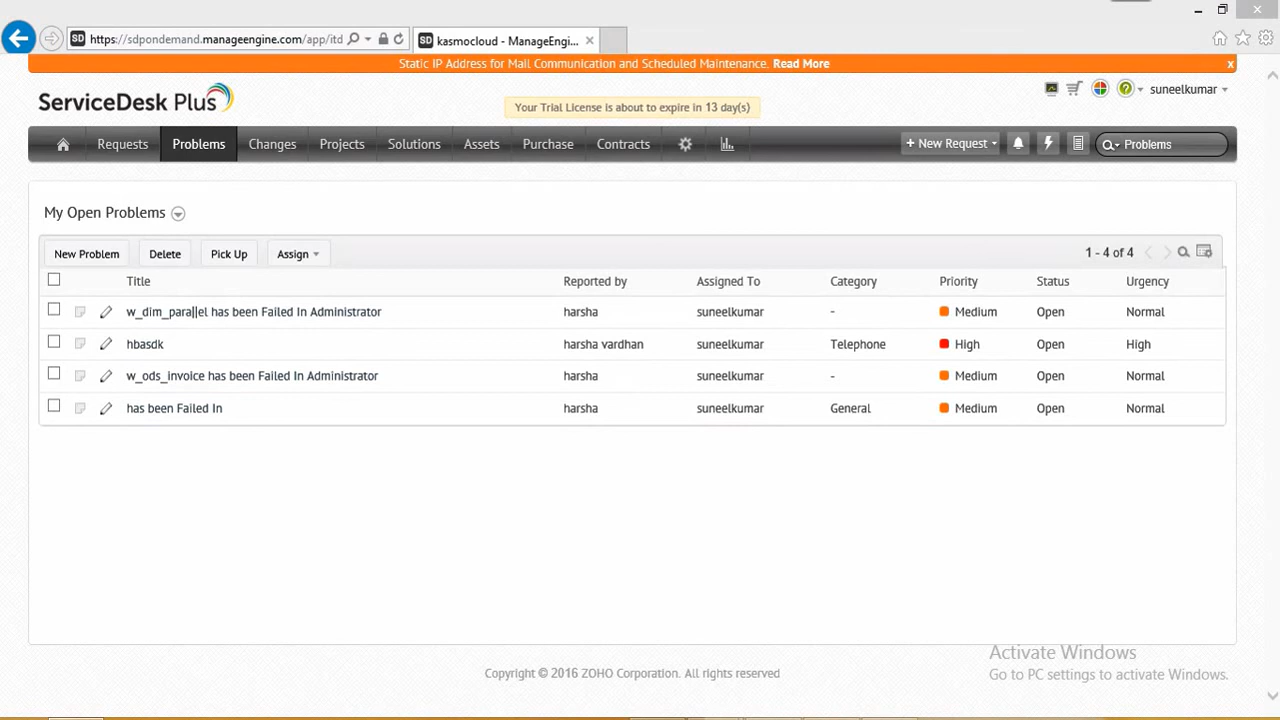 SD https://sdpondemand.manageengine.com/app/itd
SD kasmocloud - ManageEngi...
Static IP Address for Mail Communication and Scheduled Maintenance. Read More x
ServiceDesk Plus
Your Trial License is about to expire in 13 day(s)
suneelkumar
Requests Problems Changes Projects Solutions Assets Purchase Contracts + New Request Problems
My Open Problems
New Problem Delete Pick Up Assign 1 - 4 of 4
Title Reported by Assigned To Category Priority Status Urgency
w_dim_parallel has been Failed In Administrator harsha suneelkumar - Medium Open Normal
hbasdk harsha vardhan suneelkumar Telephone High Open High
w_ods_invoice has been Failed In Administrator harsha suneelkumar - Medium Open Normal
has been Failed In harsha suneelkumar General Medium Open Normal
Activate Windows
Go to PC settings to activate Windows.
Copyright © 2016 ZOHO Corporation. All rights reserved